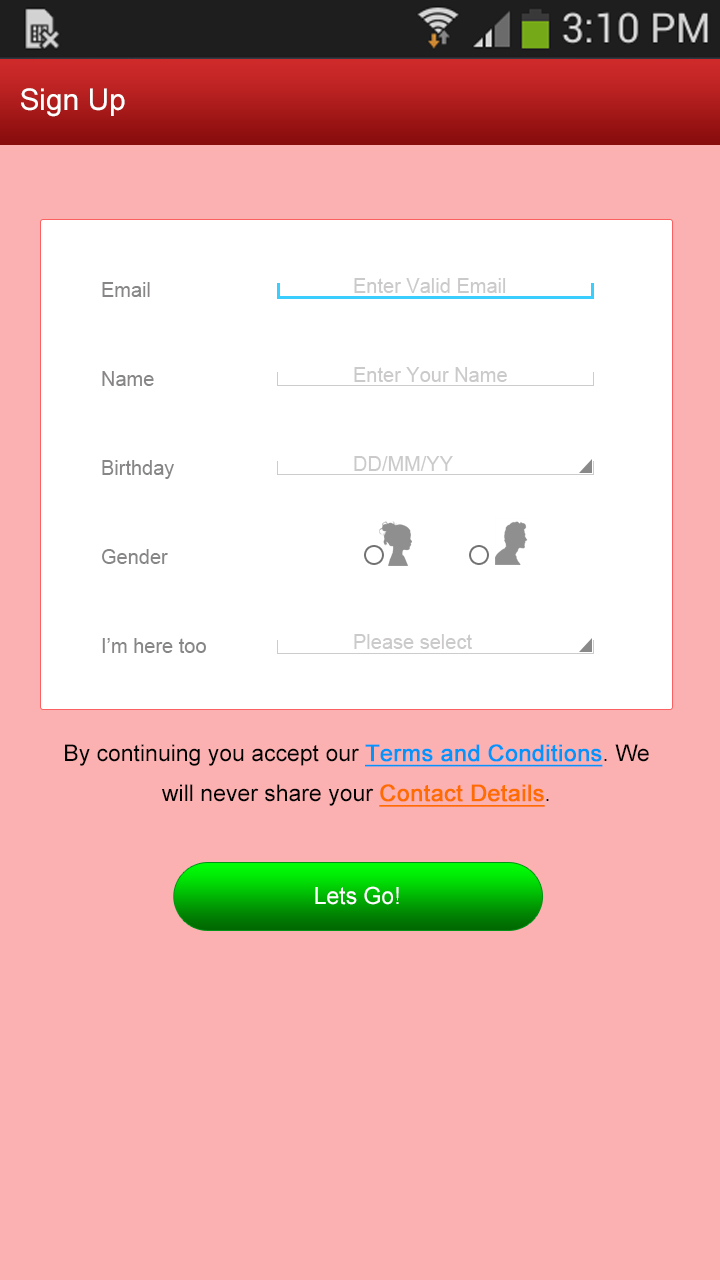 3:10 PM
Sign Up
Email Enter Valid Email
Name Enter Your Name
Birthday DD/MM/YY
Gender
I’m here too Please select
By continuing you accept our Terms and Conditions. We
will never share your Contact Details.
Lets Go!